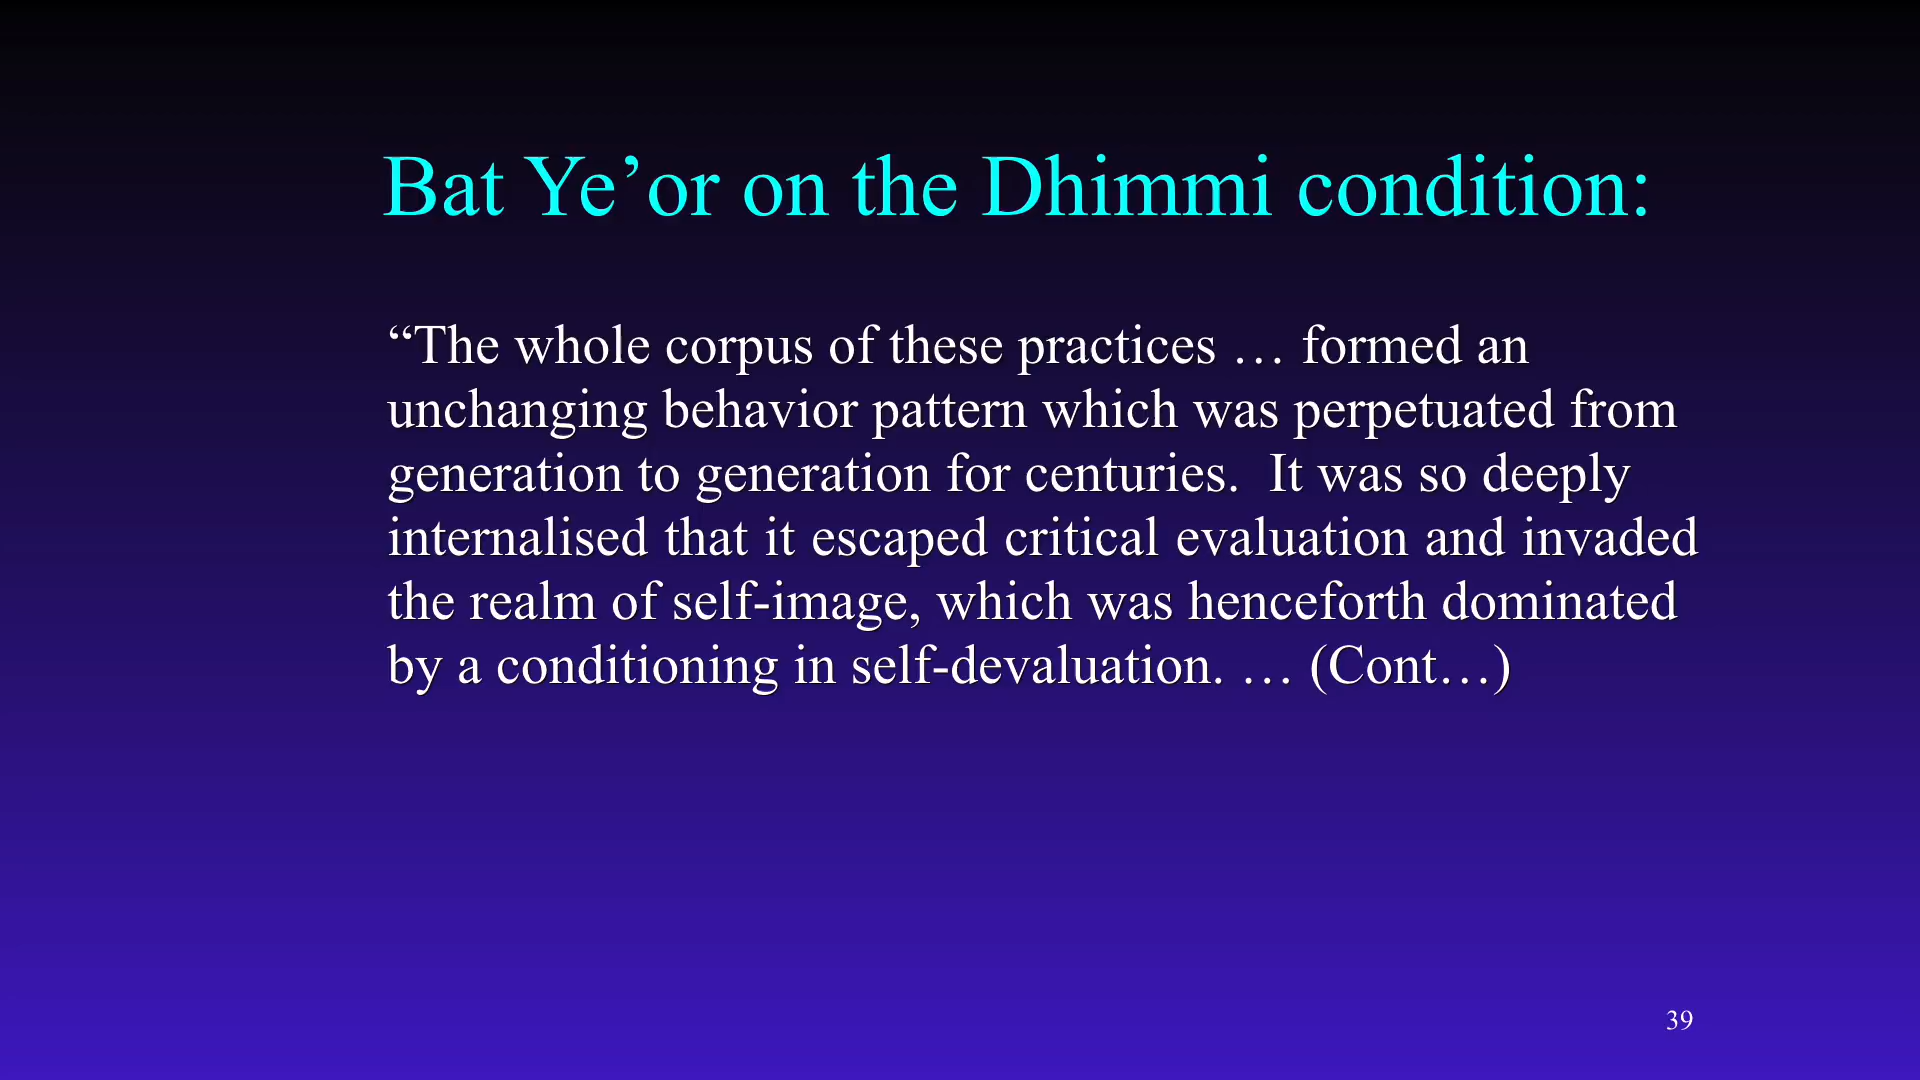 Bat Ye’or on the Dhimmi condition:
“The whole corpus of these practices … formed an
unchanging behavior pattern which was perpetuated from
generation to generation for centuries.  It was so deeply
internalised that it escaped critical evaluation and invaded
the realm of self-image, which was henceforth dominated
by a conditioning in self-devaluation. … (Cont…)
39